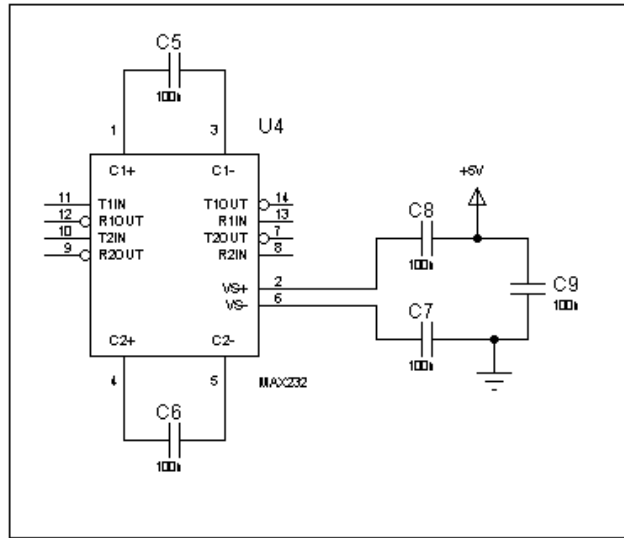 C5
100n
1
3
U4
C1+
C1-
11
T1IN
T1OUT
14
12
R1OUT
R1IN
13
10
T2IN
T2OUT
7
9
R2OUT
R2IN
8
VS+
2
VS-
6
C2+
C2-
4
5
MAX232
C6
100n
+5V
C8
100n
C9
100n
C7
100n